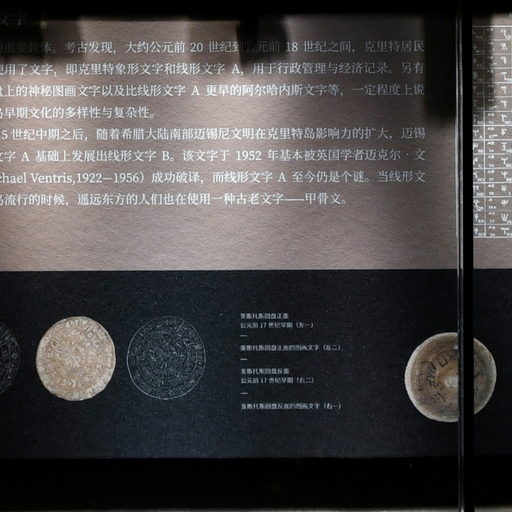 文字
的重要载体。考古发现，大约公元前 20 世纪到公元前 18 世纪之间，克里特居民
使用了文字，即克里特象形文字和线形文字 A，用于行政管理与经济记录。另有
盘上的神秘图画文字以及比线形文字 A 更早的阿尔哈内斯文字等，一定程度上说
岛早期文化的多样性与复杂性。
5 世纪中期之后，随着希腊大陆南部迈锡尼文明在克里特岛影响力的扩大，迈锡
文字 A 基础上发展出线形文字 B。该文字于 1952 年基本被英国学者迈克尔 · 文
chael Ventris,1922—1956）成功破译，而线形文字 A 至今仍是个谜。当线形文
岛流行的时候，遥远东方的人们也在使用一种古老文字——甲骨文。
斐斯托斯圆盘正面
公元前 17 世纪早期（左一）
斐斯托斯圆盘正面的图画文字（左二）
斐斯托斯圆盘反面
公元前 17 世纪早期（右二）
斐斯托斯圆盘反面的图画文字（右一）